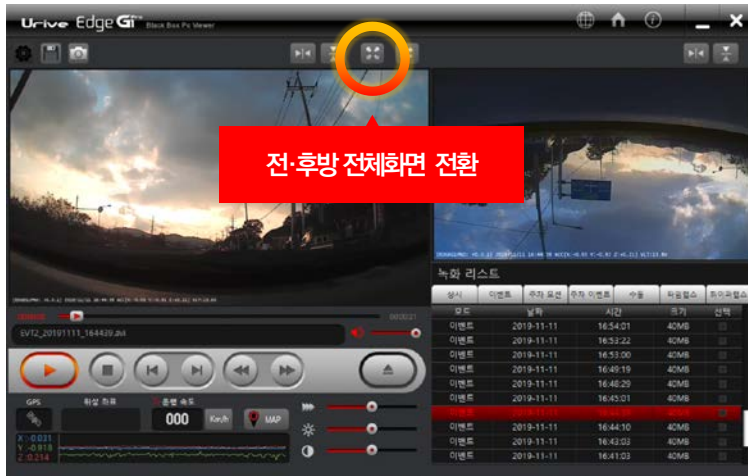 Urive Edge Gi Black Box Pc Viewer
전·후방 전체화면 전환
녹화 리스트
상시 이벤트 주차 모션 주차 이벤트 수동 타임랩스
모드 날짜 시간 크기 선택
이벤트 2019-11-11 16:54:01 40MB
이벤트 2019-11-11 16:53:22 40MB
이벤트 2019-11-11 16:53:00 40MB
이벤트 2019-11-11 16:49:19 40MB
이벤트 2019-11-11 16:48:29 40MB
이벤트 2019-11-11 16:45:01 40MB
이벤트 2019-11-11 16:44:10 40MB
이벤트 2019-11-11 16:43:03 40MB
이벤트 2019-11-11 16:41:03 40MB
00:00:21
EVT2_20191111_164439.avi
GPS 위성 좌표 운행 속도
000 Km/h MAP
X :-0.031
Y :-0.918
Z :0.214